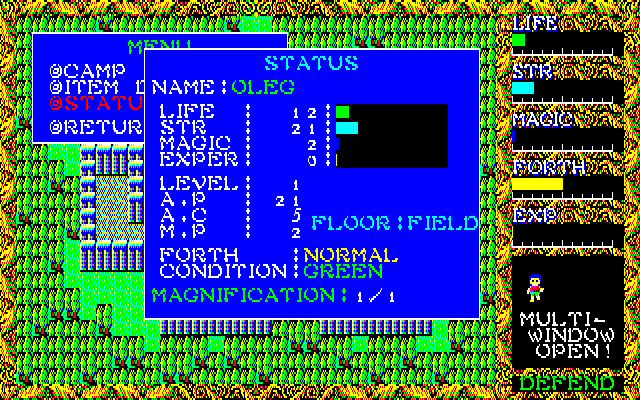 MENU
@CAMP
@ITEM
@STATU
@RETUR
STATUS
NAME:OLEG
LIFE : 12:
STR : 21:
MAGIC : 2:
EXPER: 0:
LEVEL: 1
A.P : 21
A.C : 5
M.P : 2
FLOOR:FIELD
FORTH :NORMAL
CONDITION:GREEN
MAGNIFICATION:1/1
LIFE
STR
MAGIC
FORTH
EXP
MULTI-
WINDOW
OPEN!
DEFEND